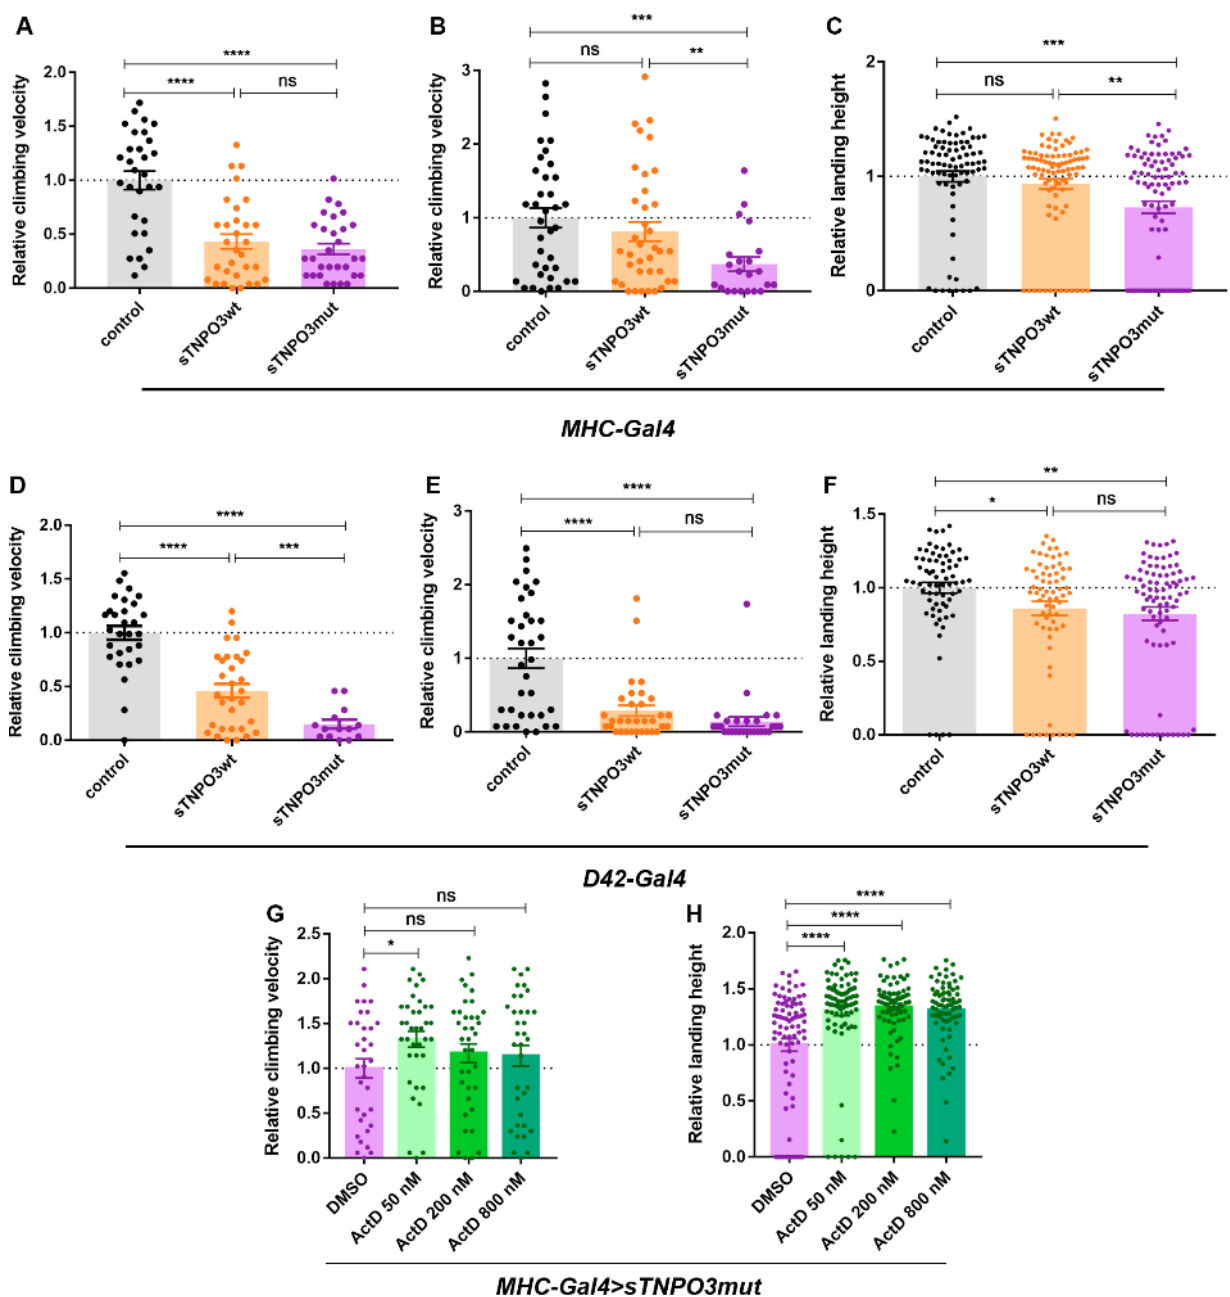 A
B
C
Relative climbing velocity
2.0
1.5
1.0
0.5
0.0
****
****
ns
control
sTNPO3wt
sTNPO3mut
Relative climbing velocity
3
2
1
0
***
ns
**
control
sTNPO3wt
sTNPO3mut
Relative landing height
2
1
0
***
ns
**
control
sTNPO3wt
sTNPO3mut
MHC-Gal4
D
E
F
Relative climbing velocity
2.0
1.5
1.0
0.5
0.0
****
****
***
control
sTNPO3wt
sTNPO3mut
Relative climbing velocity
3
2
1
0
****
****
ns
control
sTNPO3wt
sTNPO3mut
Relative landing height
1.5
1.0
0.5
0.0
**
*
ns
control
sTNPO3wt
sTNPO3mut
D42-Gal4
G
H
Relative climbing velocity
2.5
2.0
1.5
1.0
0.5
0.0
ns
ns
*
DMSO
ActD 50 nM
ActD 200 nM
ActD 800 nM
Relative landing height
2.0
1.5
1.0
0.5
0.0
****
****
****
DMSO
ActD 50 nM
ActD 200 nM
ActD 800 nM
MHC-Gal4>sTNPO3mut